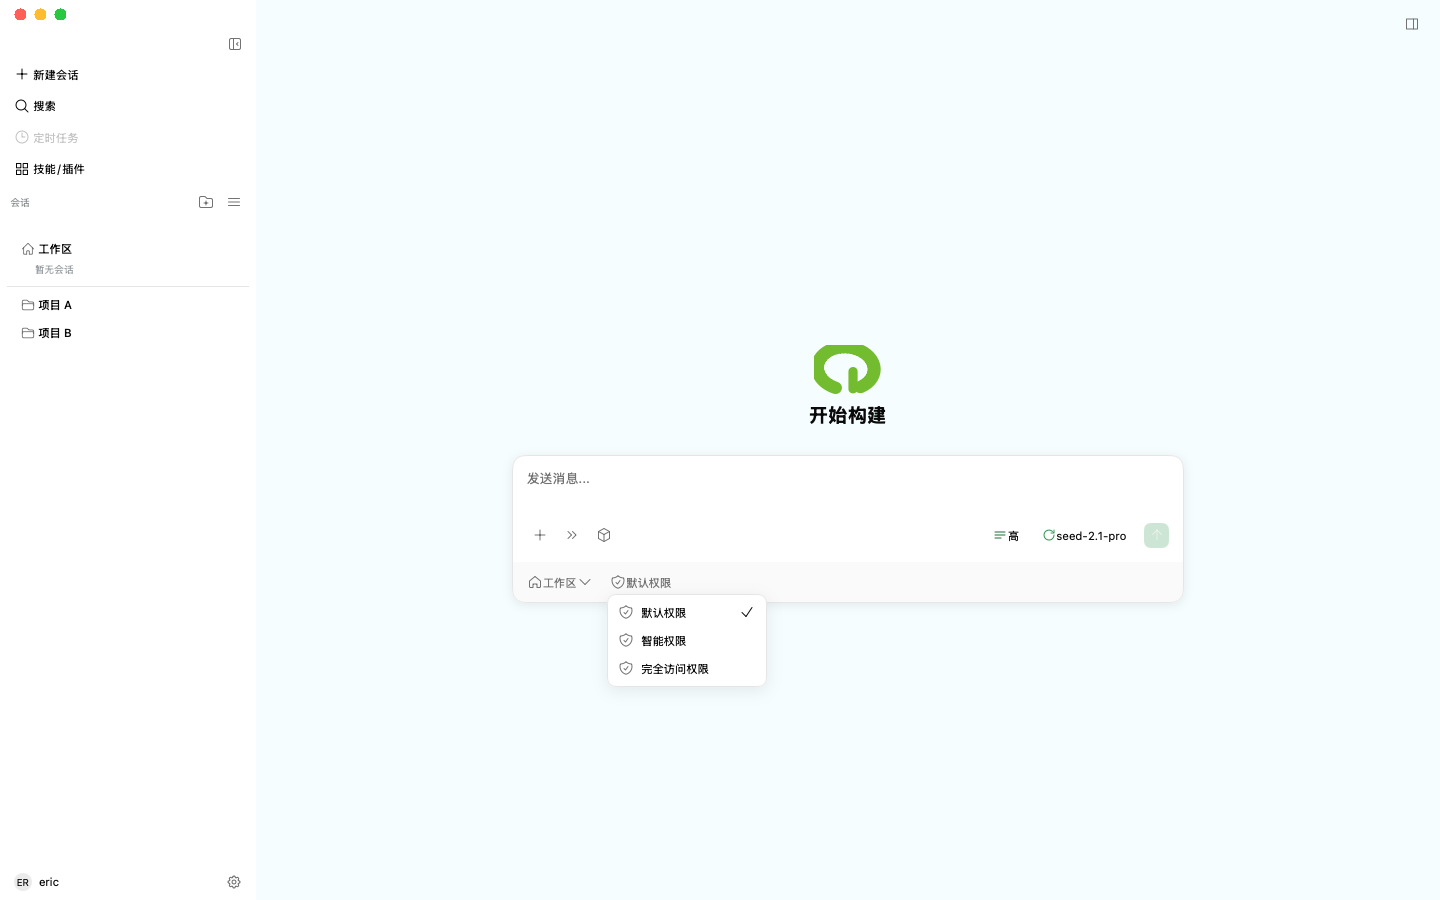 新建会话
搜索
定时任务
技能/插件
会话
工作区
暂无会话
项目 A
项目 B
ER eric
开始构建
发送消息...
高 seed-2.1-pro
工作区 默认权限
默认权限
智能权限
完全访问权限